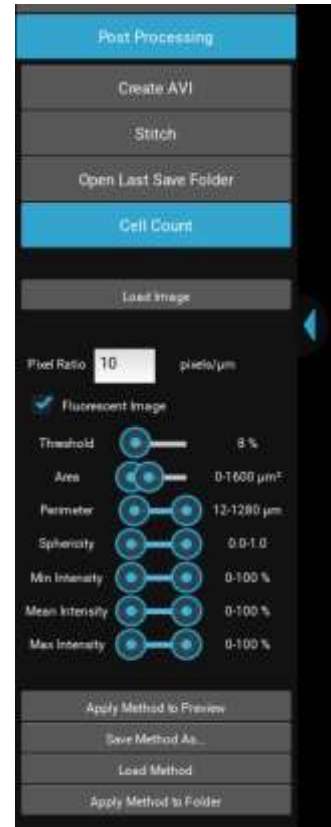 Post Processing
Create AVI
Stitch
Open Last Save Folder
Cell Count
Load Image
Pixel Ratio 10 pixels/µm
Fluorescent Image
Threshold 8 %
Area 0-1600 µm²
Perimeter 12-1280 µm
Sphericity 0.0-1.0
Min Intensity 0-100 %
Mean Intensity 0-100 %
Max Intensity 0-100 %
Apply Method to Preview
Save Method As...
Load Method
Apply Method to Folder